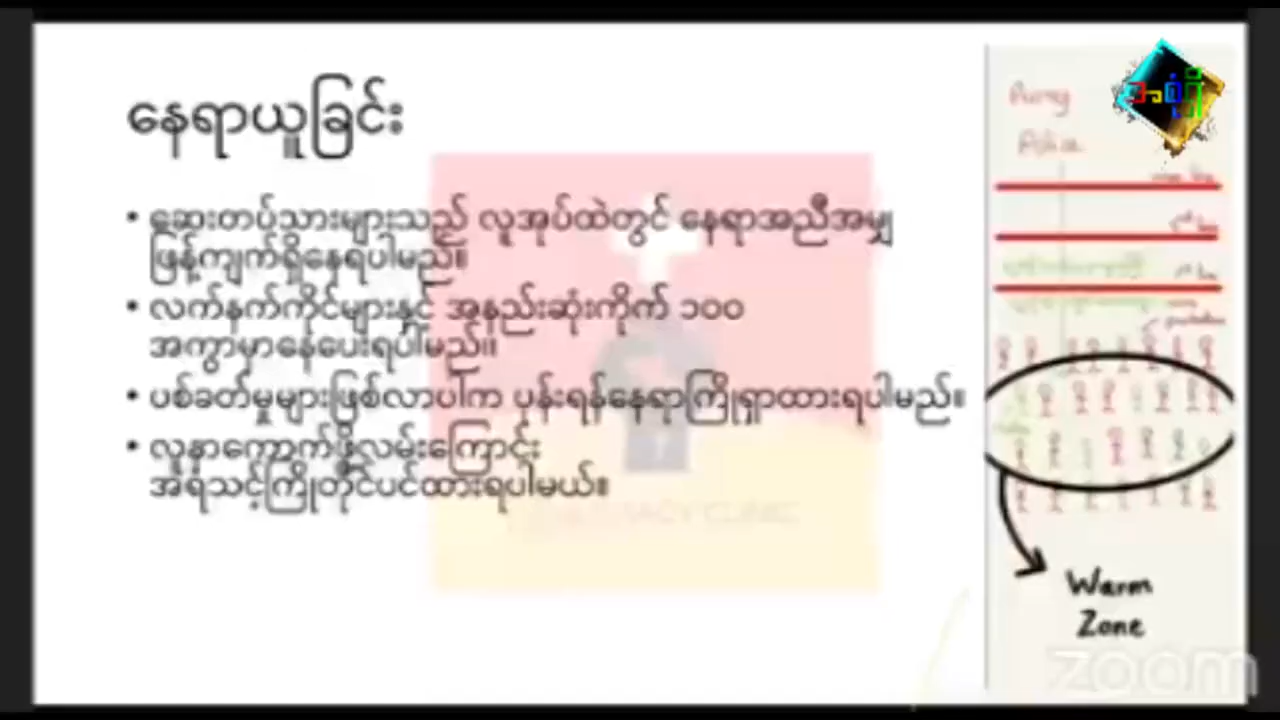 နေရာယူခြင်း
• ဆေးတပ်သားများသည် လူအုပ်ထဲတွင် နေရာအညီအမျှ
ဖြန့်ကျက်ရှိနေရပါမည်။
• လက်နက်ကိုင်များနှင့် အနည်းဆုံးကိုက် ၁၀၀
အကွာမှာနေပေးရပါမည်။
• ပစ်ခတ်မှုများဖြစ်လာပါက ပုန်းရန်နေရာကြိုရှာထားရပါမည်။
• လူနာကောက်ဖို့လမ်းကြောင်း
အရံသင့်ကြိုတိုင်ပင်ထားရပါမယ်။
Army
Police
Warm
Zone
zoom